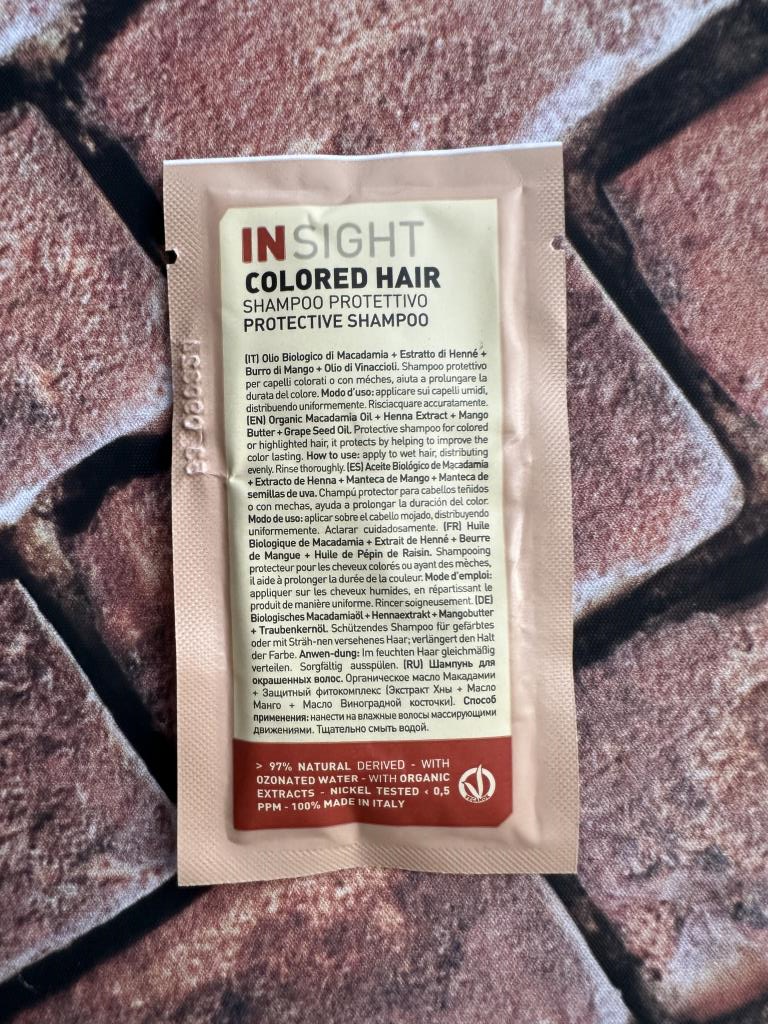 INSIGHT
COLORED HAIR
SHAMPOO PROTETTIVO
PROTECTIVE SHAMPOO
(IT) Olio Biologico di Macadamia + Estratto di Henné +
Burro di Mango + Olio di Vinaccioli. Shampoo protettivo
per capelli colorati o con méches, aiuta a prolungare la
durata del colore. Modo d'uso: applicare sui capelli umidi,
distribuendo uniformemente. Risciacquare accuratamente.
(EN) Organic Macadamia Oil + Henna Extract + Mango
Butter + Grape Seed Oil. Protective shampoo for colored
or highlighted hair, it protects by helping to improve the
color lasting. How to use: apply to wet hair, distributing
evenly. Rinse thoroughly. (ES) Aceite Biológico de Macadamia
+ Extracto de Henna + Manteca de Mango + Manteca de
semillas de uva. Champú protector para cabellos teñidos
o con mechas, ayuda a prolongar la duración del color.
Modo de uso: aplicar sobre el cabello mojado, distribuyendo
uniformemente. Aclarar cuidadosamente. (FR) Huile
Biologique de Macadamia + Extrait de Henné + Beurre
de Mangue + Huile de Pépin de Raisin. Shampooing
protecteur pour les cheveux colorés ou ayant des mèches,
il aide à prolonger la durée de la couleur. Mode d'emploi:
appliquer sur les cheveux humides, en répartissant le
produit de manière uniforme. Rincer soigneusement. (DE)
Biologisches Macadamiaöl + Hennaextrakt + Mangobutter
+ Traubenkernöl. Schützendes Shampoo für gefärbtes
oder mit Sträh-nen versehenes Haar; verlängert den Halt
der Farbe. Anwen-dung: Im feuchten Haar gleichmäßig
verteilen. Sorgfältig ausspülen. (RU) Шампунь для
окрашенных волос. Органическое масло Макадамии
+ Защитный фитокомплекс (Экстракт Хны + Масло
Манго + Масло Виноградной косточки). Способ
применения: нанести на влажные волосы массирующими
движениями. Тщательно смыть водой.
> 97% NATURAL DERIVED - WITH
OZONATED WATER - WITH ORGANIC
EXTRACTS - NICKEL TESTED < 0,5
PPM - 100% MADE IN ITALY